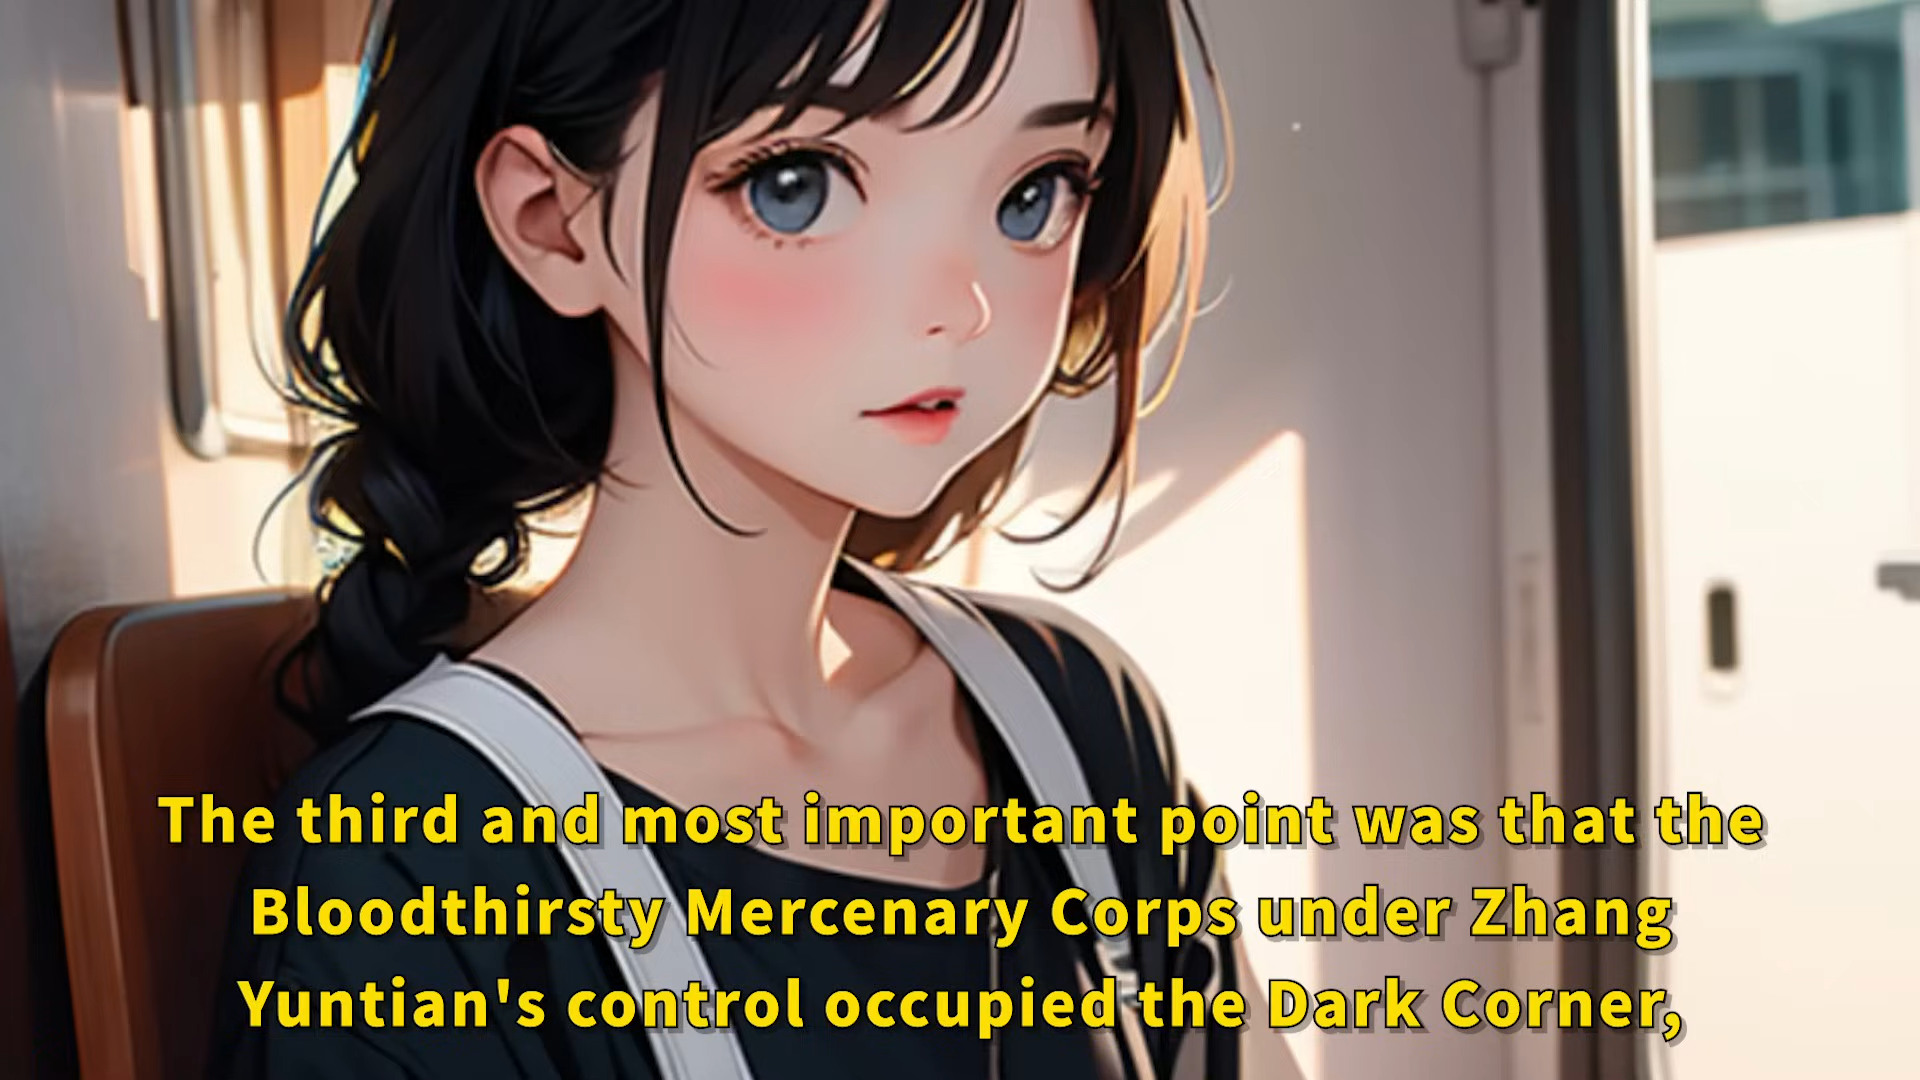 The third and most important point was that the
Bloodthirsty Mercenary Corps under Zhang
Yuntian's control occupied the Dark Corner,